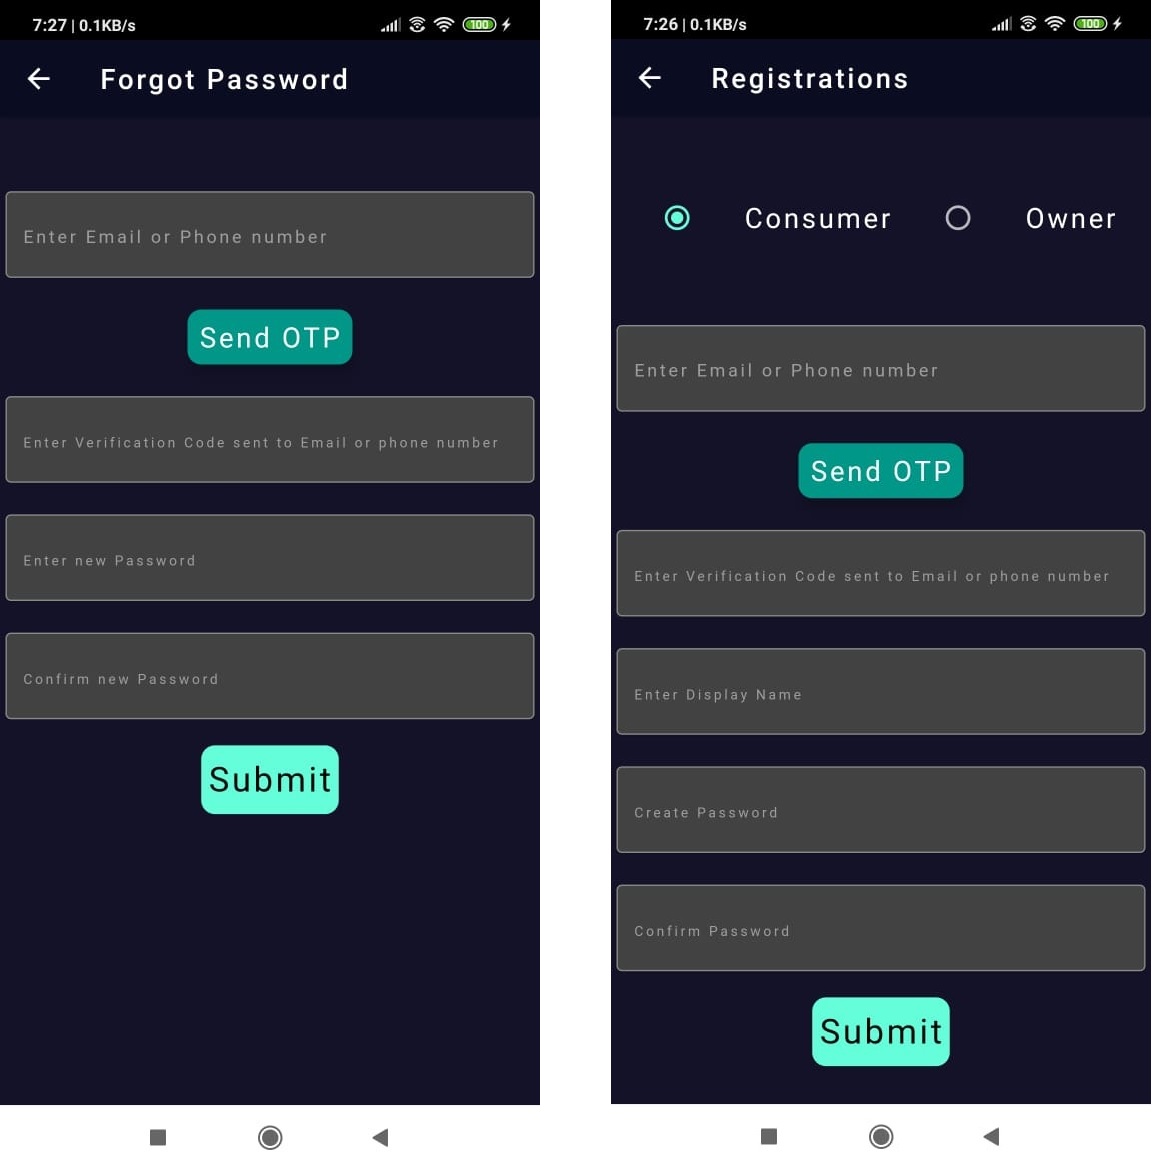 7:27 | 0.1KB/s
100
Forgot Password
Enter Email or Phone number
Send OTP
Enter Verification Code sent to Email or phone number
Enter new Password
Confirm new Password
Submit
7:26 | 0.1KB/s
100
Registrations
Consumer
Owner
Enter Email or Phone number
Send OTP
Enter Verification Code sent to Email or phone number
Enter Display Name
Create Password
Confirm Password
Submit